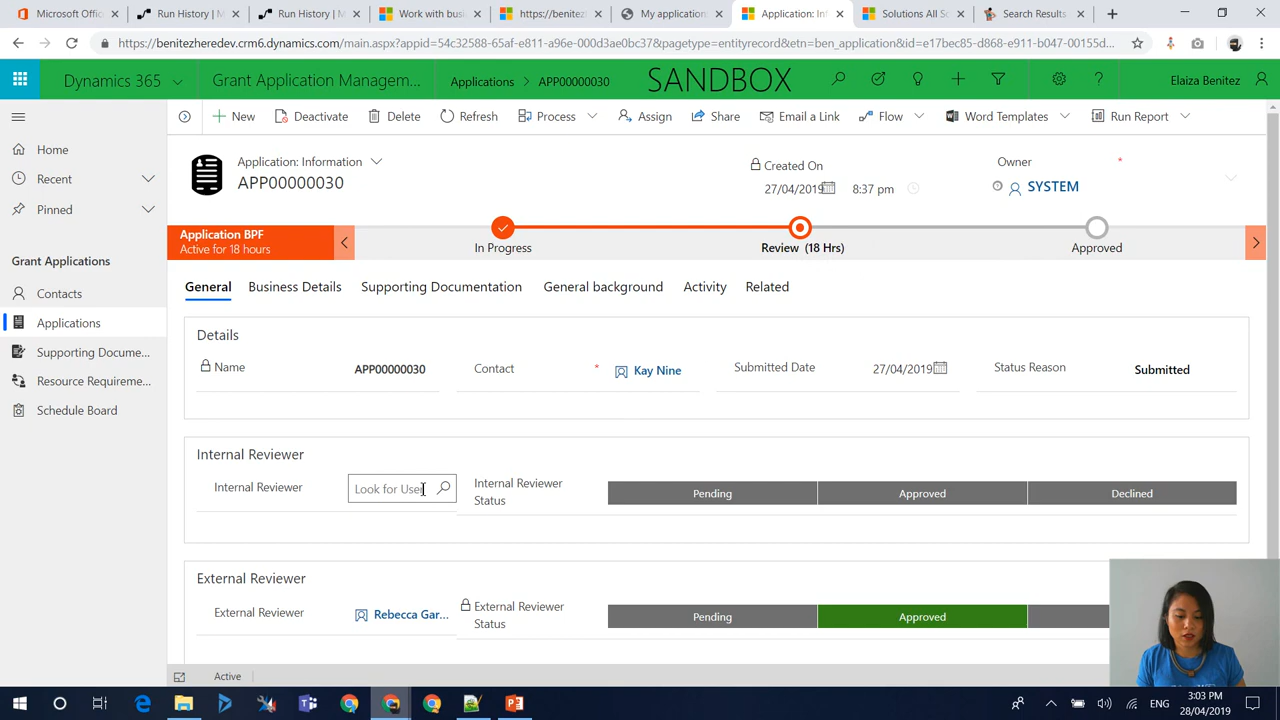 Microsoft Offic
Run History | M
Run History | M
Work with busi
https://benitez
My application
Application: Inf
Solutions All So
Search Results
https://benitezheredev.crm6.dynamics.com/main.aspx?appid=54c32588-65af-e811-a96e-000d3ae0bc37&pagetype=entityrecord&etn=ben_application&id=e17bec85-d868-e911-b047-00155d...
Dynamics 365
Grant Application Managem...
Applications > APP00000030
SANDBOX
Elaiza Benitez
New
Deactivate
Delete
Refresh
Process
Assign
Share
Email a Link
Flow
Word Templates
Run Report
Home
Recent
Pinned
Grant Applications
Contacts
Applications
Supporting Docume...
Resource Requireme...
Schedule Board
Application: Information
APP00000030
Created On
27/04/2019
8:37 pm
Owner *
SYSTEM
Application BPF
Active for 18 hours
In Progress
Review (18 Hrs)
Approved
General
Business Details
Supporting Documentation
General background
Activity
Related
Details
Name
APP00000030
Contact *
Kay Nine
Submitted Date
27/04/2019
Status Reason
Submitted
Internal Reviewer
Internal Reviewer
Look for User
Internal Reviewer
Status
Pending
Approved
Declined
External Reviewer
External Reviewer
Rebecca Gar...
External Reviewer
Status
Pending
Approved
Active
ENG
3:03 PM
28/04/2019